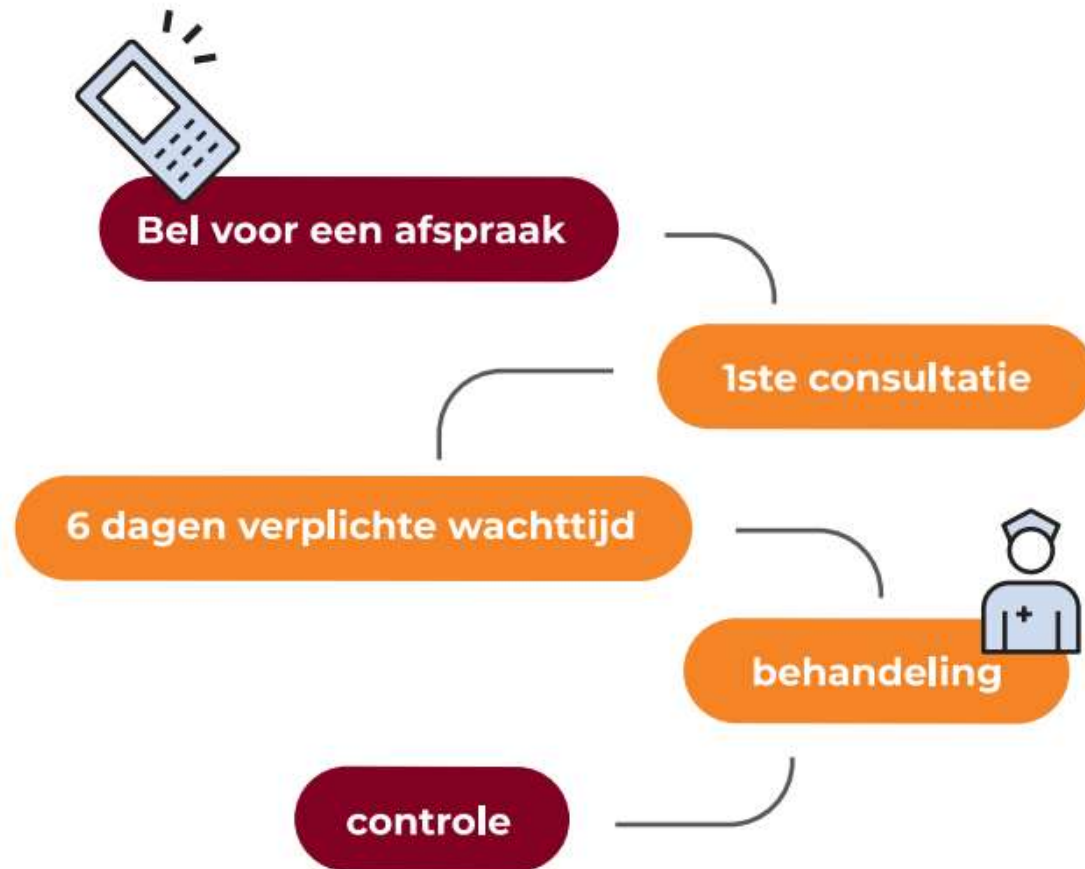 Bel voor een afspraak
1ste consultatie
6 dagen verplichte wachttijd
behandeling
controle